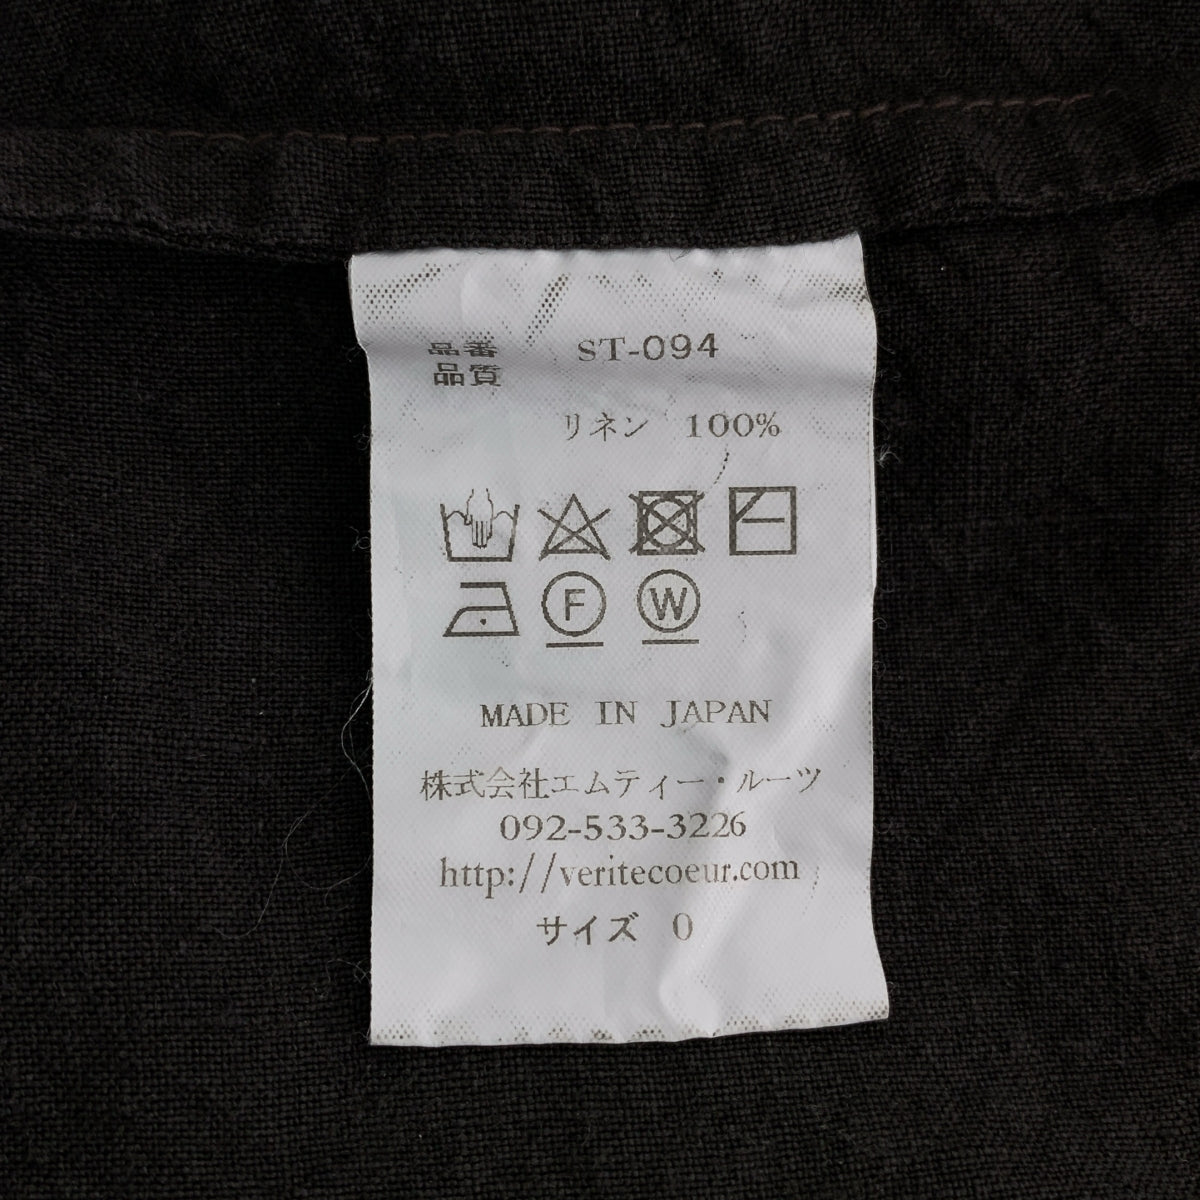 品番 ST-094
品質
リネン 100%
F W
MADE IN JAPAN
株式会社エムティー・ルーツ
092-533-3226
http://veritecoeur.com
サイズ 0